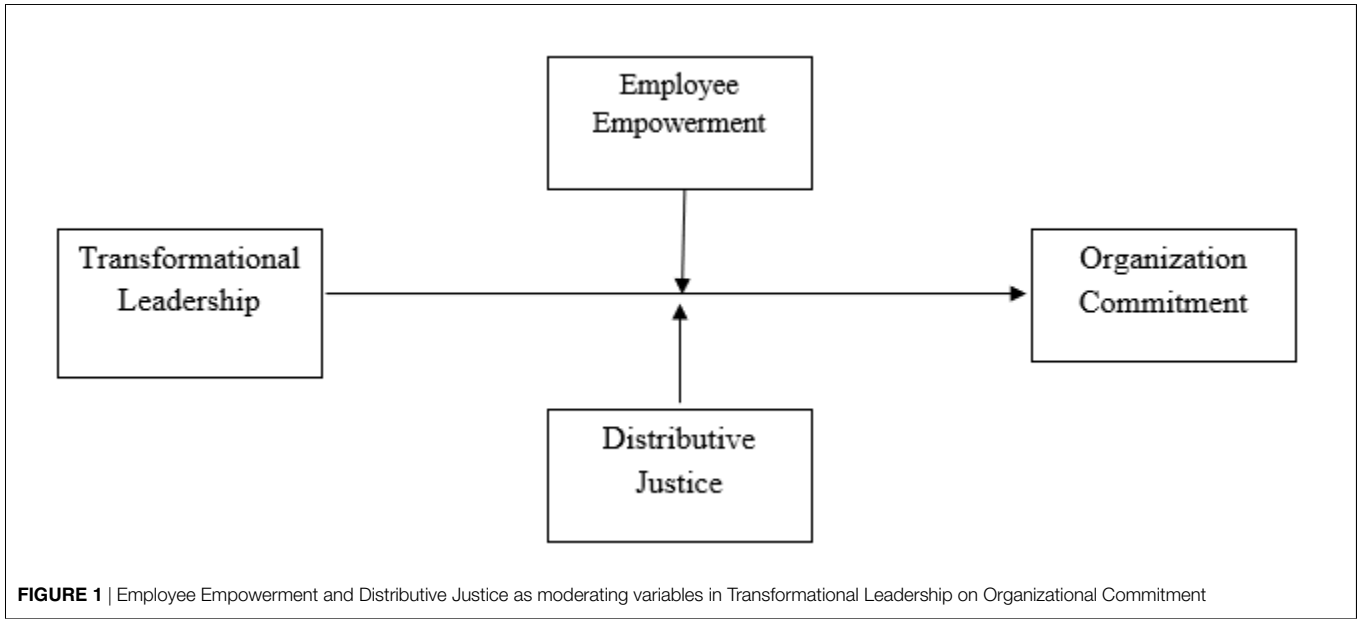 Employee
Empowerment
Transformational
Leadership
Organization
Commitment
Distributive
Justice
FIGURE 1 | Employee Empowerment and Distributive Justice as moderating variables in Transformational Leadership on Organizational Commitment